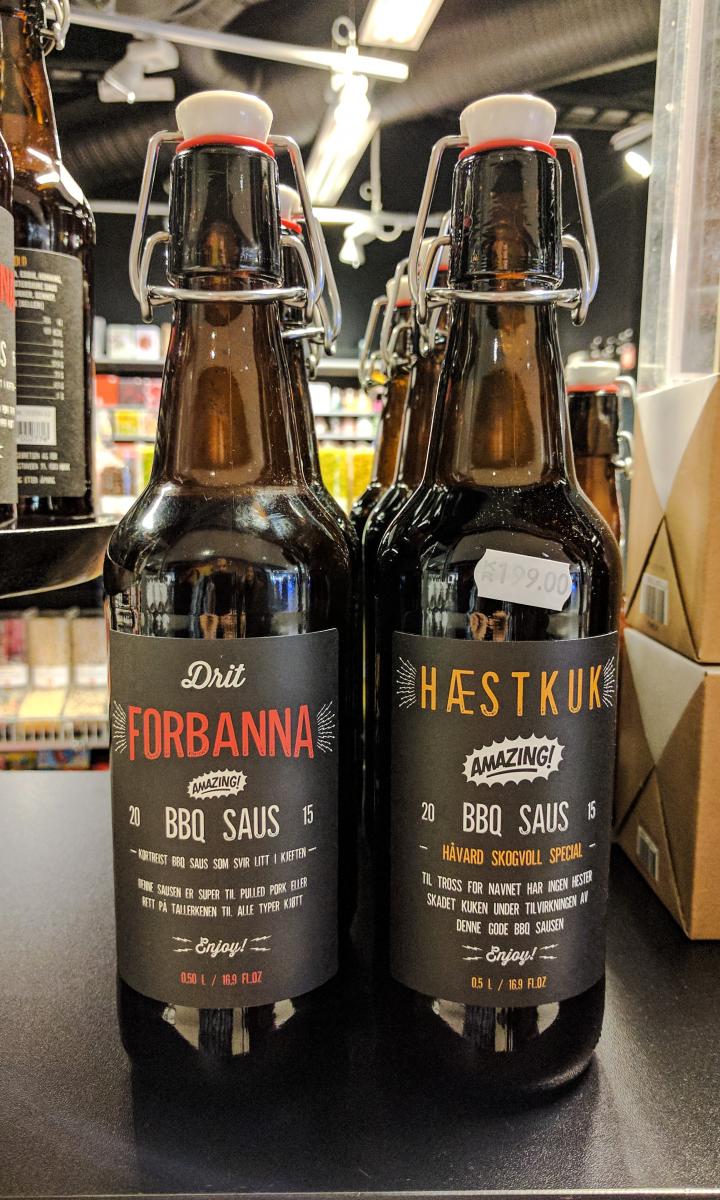 Drit
FORBANNA
AMAZING!
20 BBQ SAUS 15
KORTREIST BBQ SAUS SOM SVIR LITT I KJEFTEN
DENNE SAUSEN ER SUPER TIL PULLED PORK ELLER
RETT PÅ TALLERKENEN TIL ALLE TYPER KJØTT
Enjoy!
0.50 L / 16.9 FL.OZ
199.00
HÆSTKUK
AMAZING!
20 BBQ SAUS 15
HÅVARD SKOGVOLL SPECIAL
TIL TROSS FOR NAVNET HAR INGEN HESTER
SKADET KUKEN UNDER TILVIRKNINGEN AV
DENNE GODE BBQ SAUSEN
Enjoy!
0.5 L / 16.9 FL.OZ